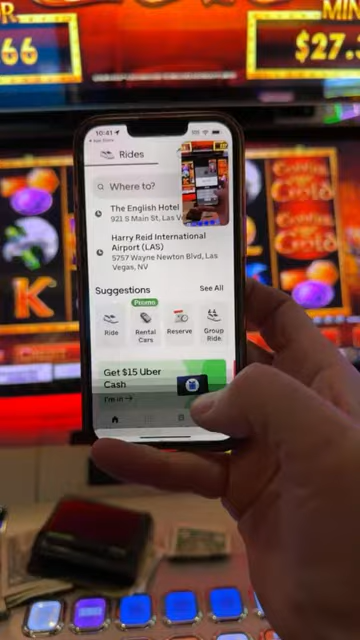 MIN
66
$27.3
10:41
App Store
Rides
Where to?
The English Hotel
921 S Main St, Las V
Harry Reid International
Airport (LAS)
5757 Wayne Newton Blvd, Las
Vegas, NV
Suggestions
See All
Promo
Ride
Rental
Cars
Reserve
Group
Ride
Get $15 Uber
Cash
I'm in →
K